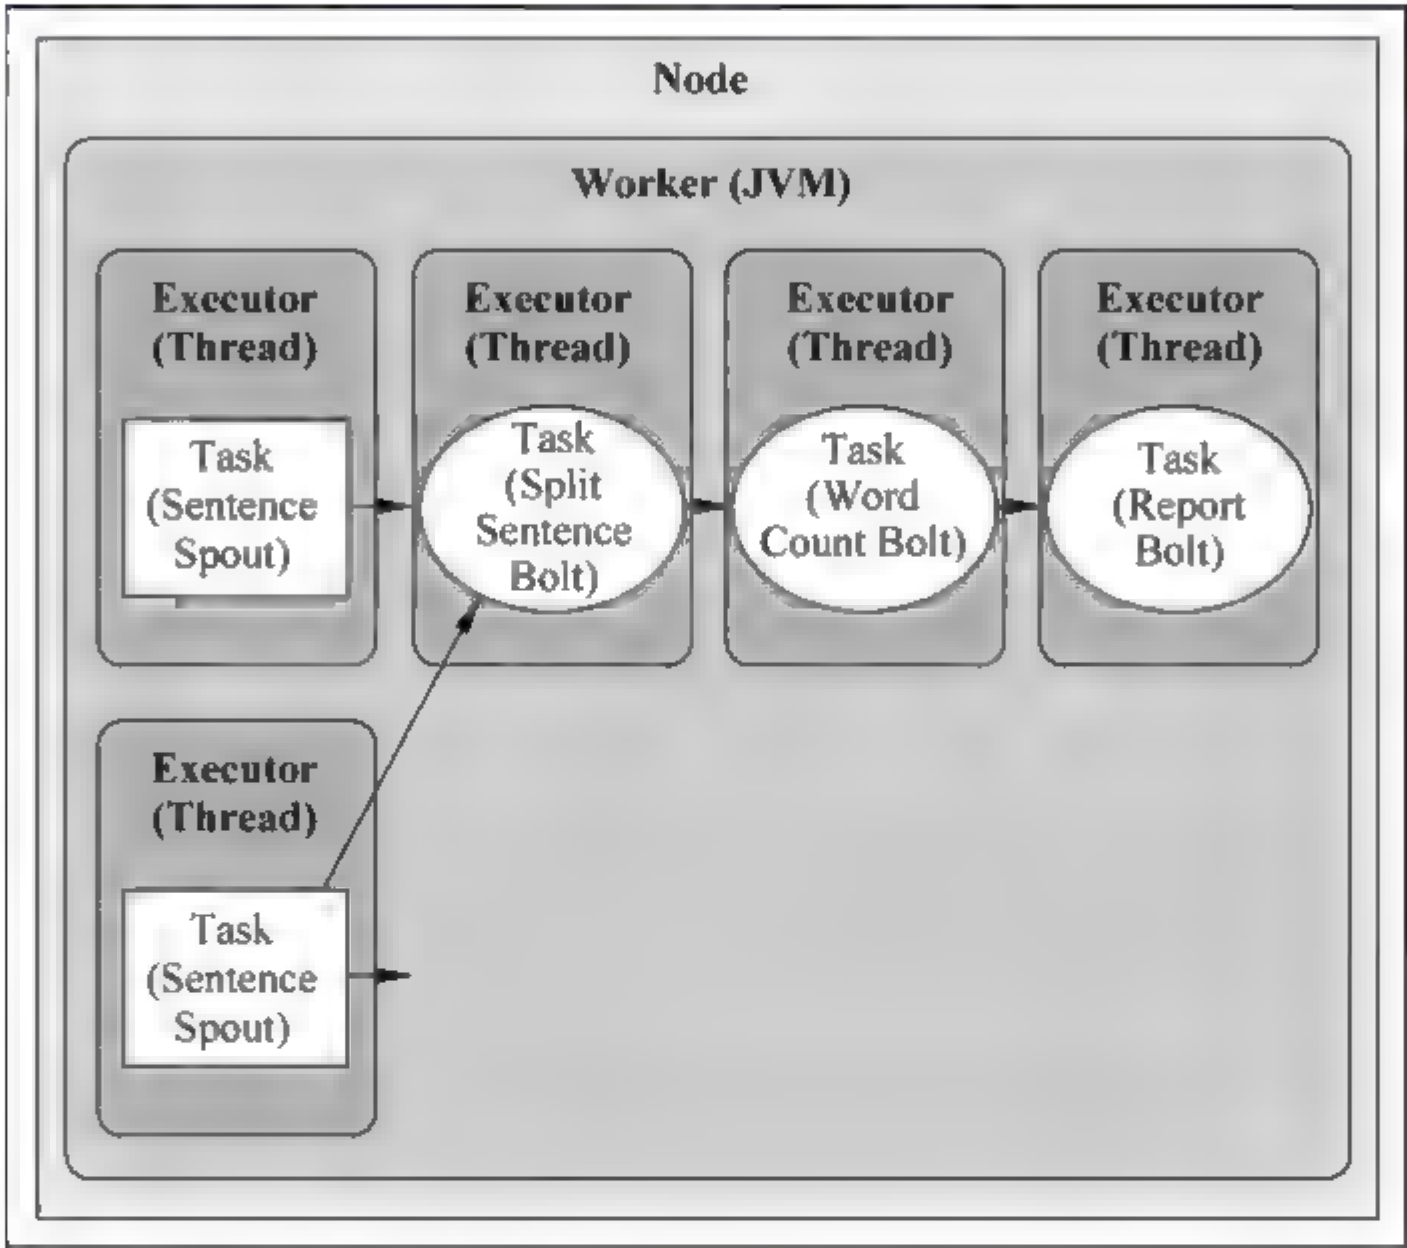 Node
Worker (JVM)
Executor
(Thread)
Task
(Sentence
Spout)
Executor
(Thread)
Task
(Split
Sentence
Bolt)
Executor
(Thread)
Task
(Word
Count Bolt)
Executor
(Thread)
Task
(Report
Bolt)
Executor
(Thread)
Task
(Sentence
Spout)